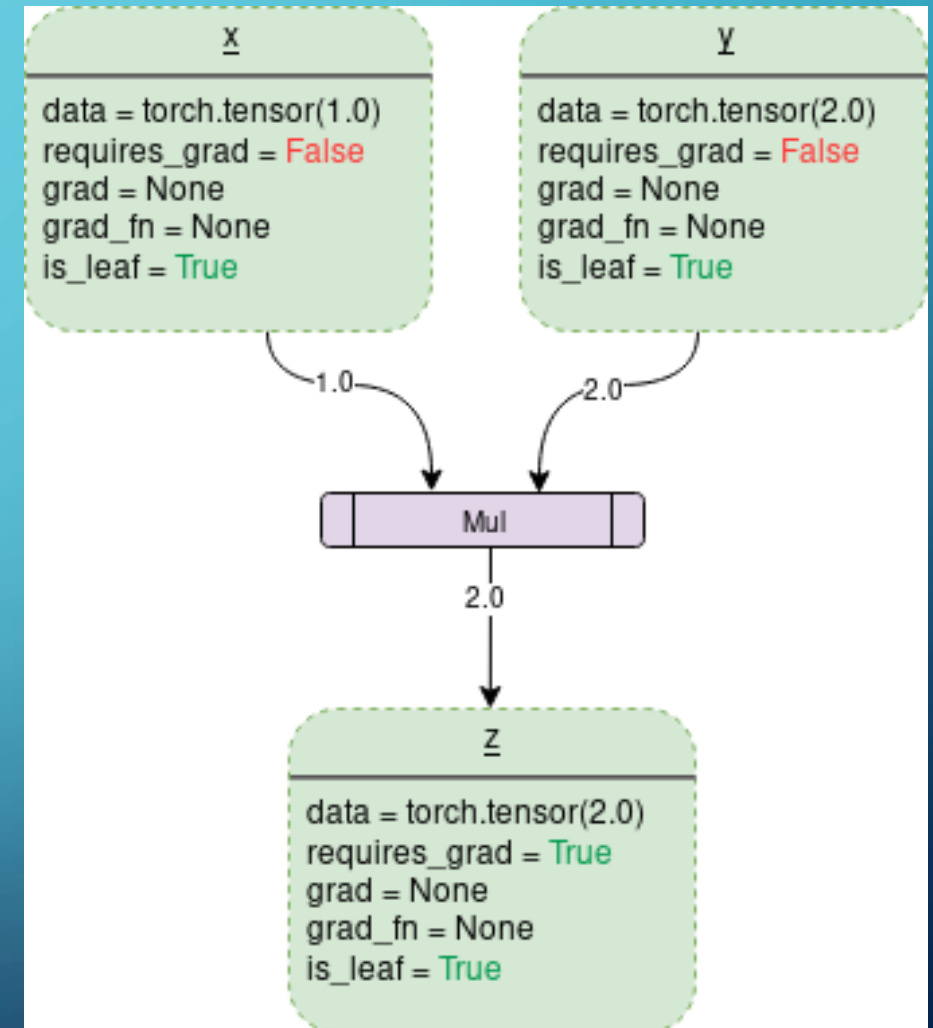 x
data = torch.tensor(1.0)
requires_grad = False
grad = None
grad_fn = None
is_leaf = True
y
data = torch.tensor(2.0)
requires_grad = False
grad = None
grad_fn = None
is_leaf = True
1.0
2.0
Mul
2.0
z
data = torch.tensor(2.0)
requires_grad = True
grad = None
grad_fn = None
is_leaf = True